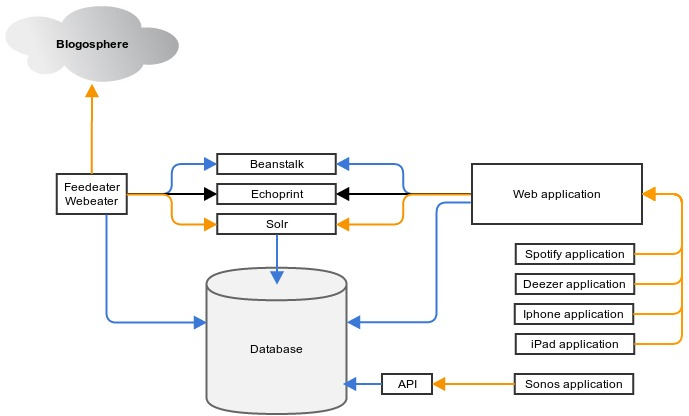 Blogosphere
Beanstalk
Feedeater
Webeater
Echoprint
Web application
Solr
Spotify application
Deezer application
Iphone application
iPad application
Database
API
Sonos application